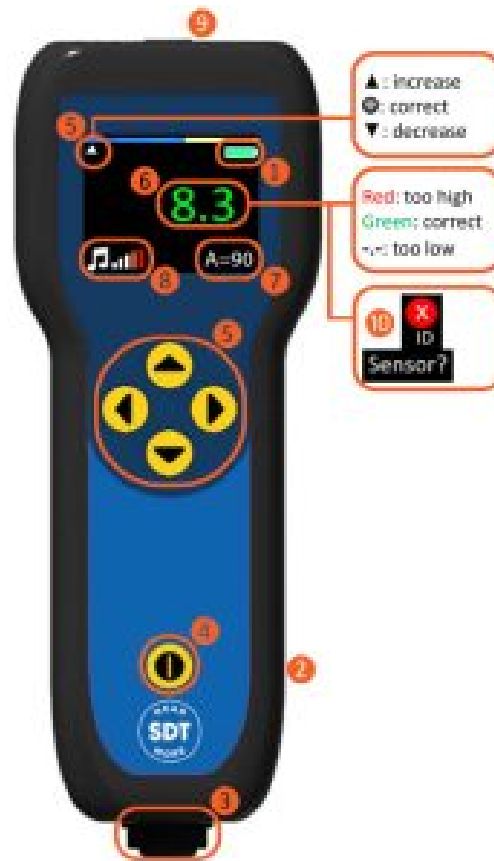 9
▲: increase
: correct
▼: decrease
5
1
6
8.3
Red: too high
Green: correct
-.-: too low
A=90
8
7
10
X
ID
Sensor?
5
4
2
SDT
MORE
3